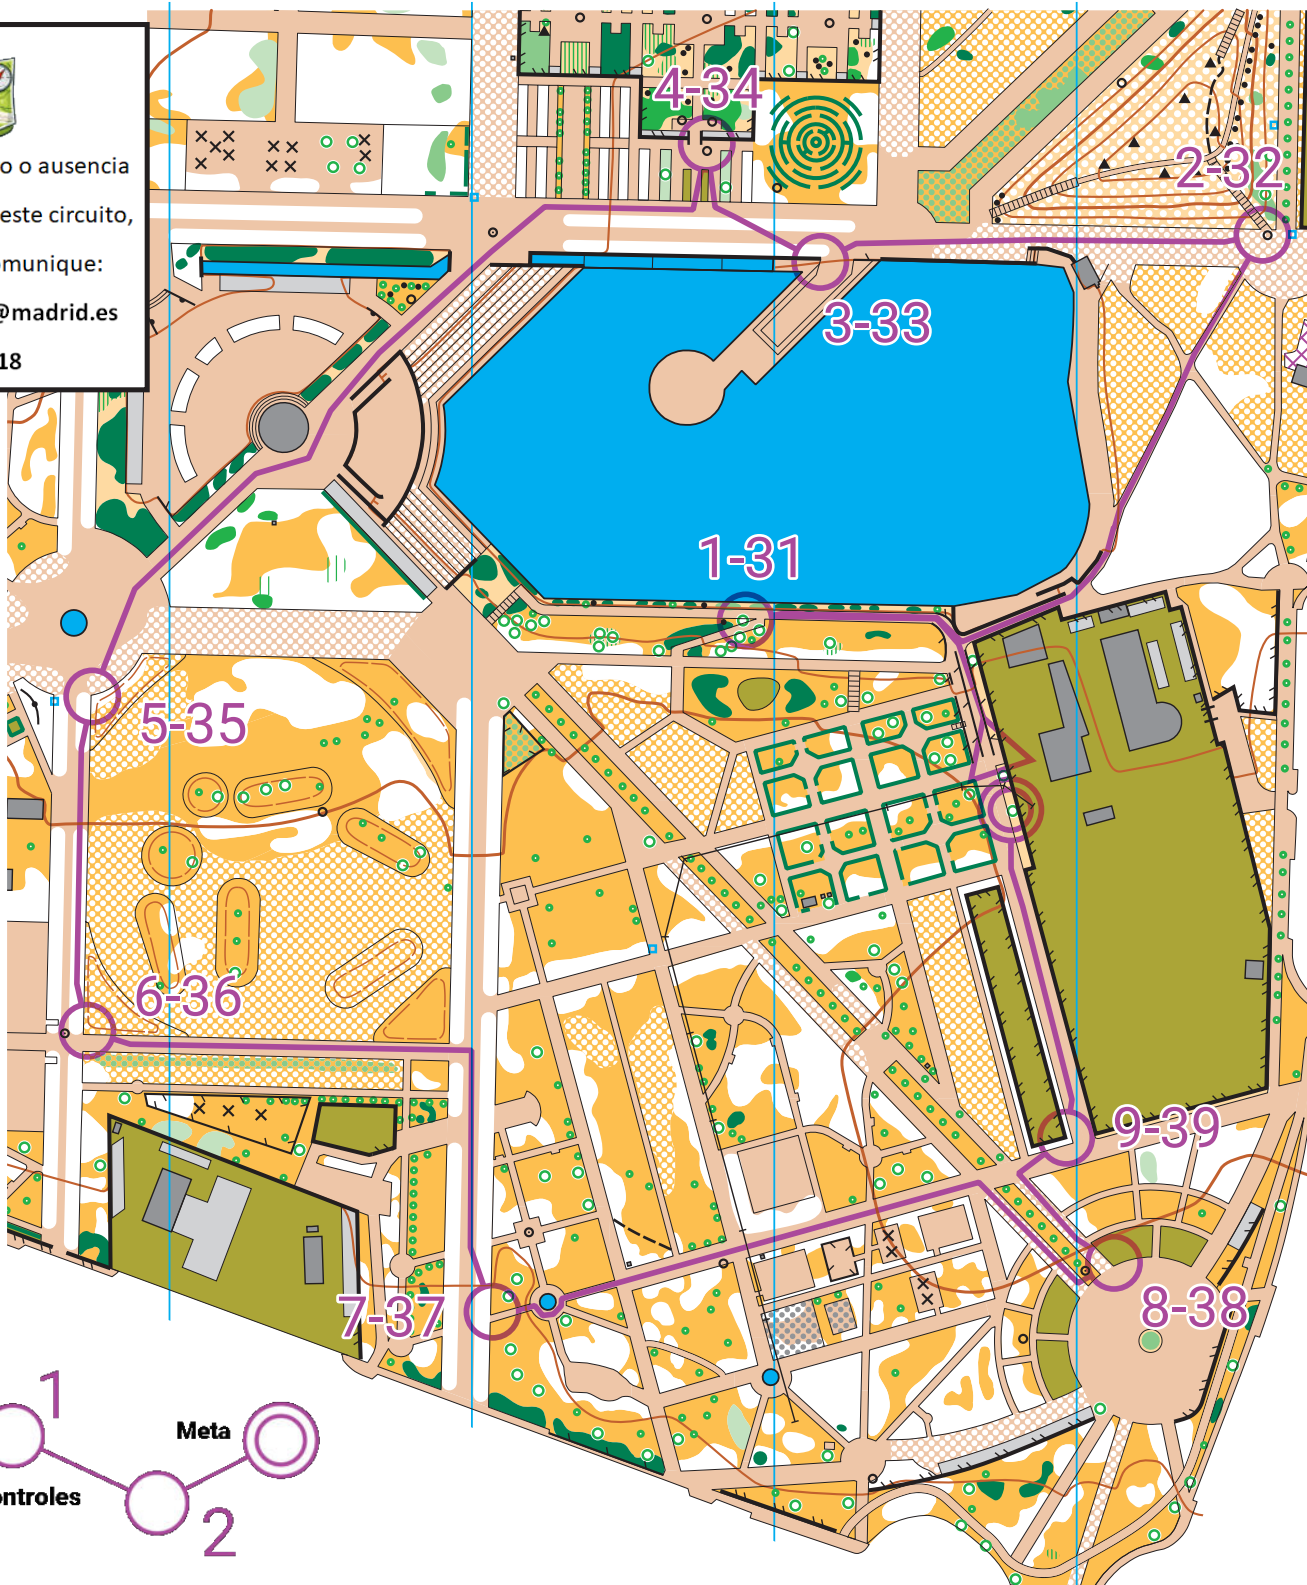 o o ausencia
este circuito,
munique:
@madrid.es
18
4-34
2-32
3-33
1-31
5-35
6-36
9-39
8-38
7-37
1
Meta
ontroles
2